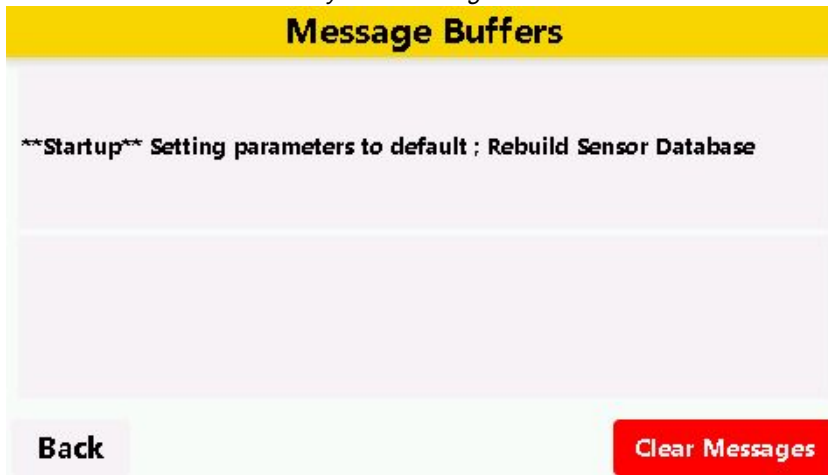 Message Buffers
**Startup** Setting parameters to default ; Rebuild Sensor Database
Back
Clear Messages